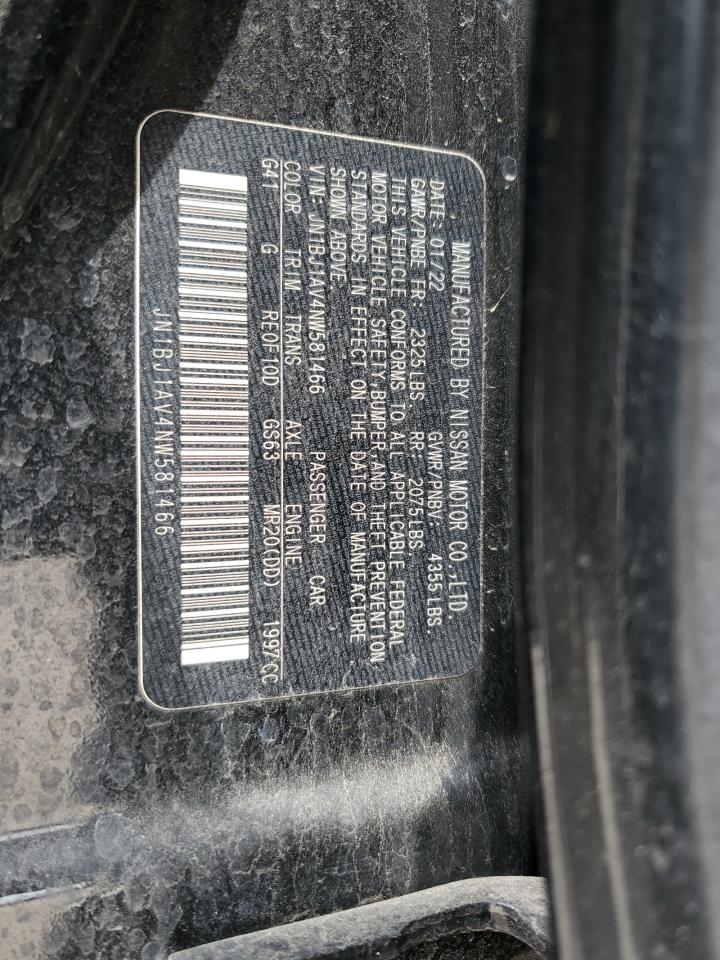 MANUFACTURED BY NISSAN MOTOR CO.,LTD.
DATE: 01/22 GVWR/PNBV: 4355 LBS.
GAWR/PNBE FR: 2325 LBS. RR: 2075 LBS.
THIS VEHICLE CONFORMS TO ALL APPLICABLE FEDERAL
MOTOR VEHICLE SAFETY,BUMPER,AND THEFT PREVENTION
STANDARDS IN EFFECT ON THE DATE OF MANUFACTURE
SHOWN ABOVE.
VIN: JN1BJ1AV4NW581466 PASSENGER CAR
COLOR TRIM TRANS. AXLE ENGINE
G41 G RE0F10D GS63 MR20(DD) 1997CC
JN1BJ1AV4NW581466